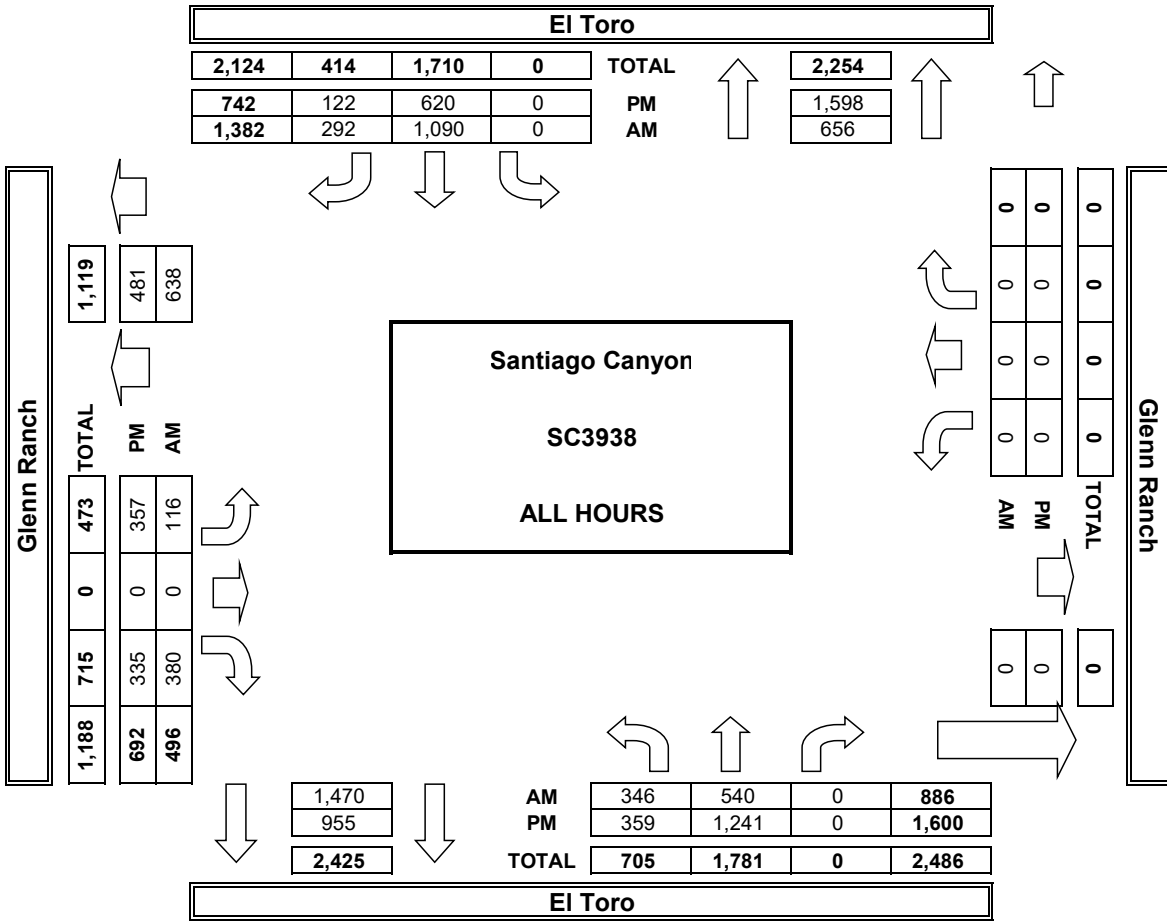 El Toro
2,124 414 1,710 0 TOTAL 2,254
742 122 620 0 PM 1,598
1,382 292 1,090 0 AM 656
Glenn Ranch
1,119 481 638
TOTAL PM AM
473 357 116
0 0 0
715 335 380
1,188 692 496
Santiago Canyon
SC3938
ALL HOURS
0 0 0
0 0 0
0 0 0
0 0 0
AM PM TOTAL
0 0 0
Glenn Ranch
1,470 AM 346 540 0 886
955 PM 359 1,241 0 1,600
2,425 TOTAL 705 1,781 0 2,486
El Toro